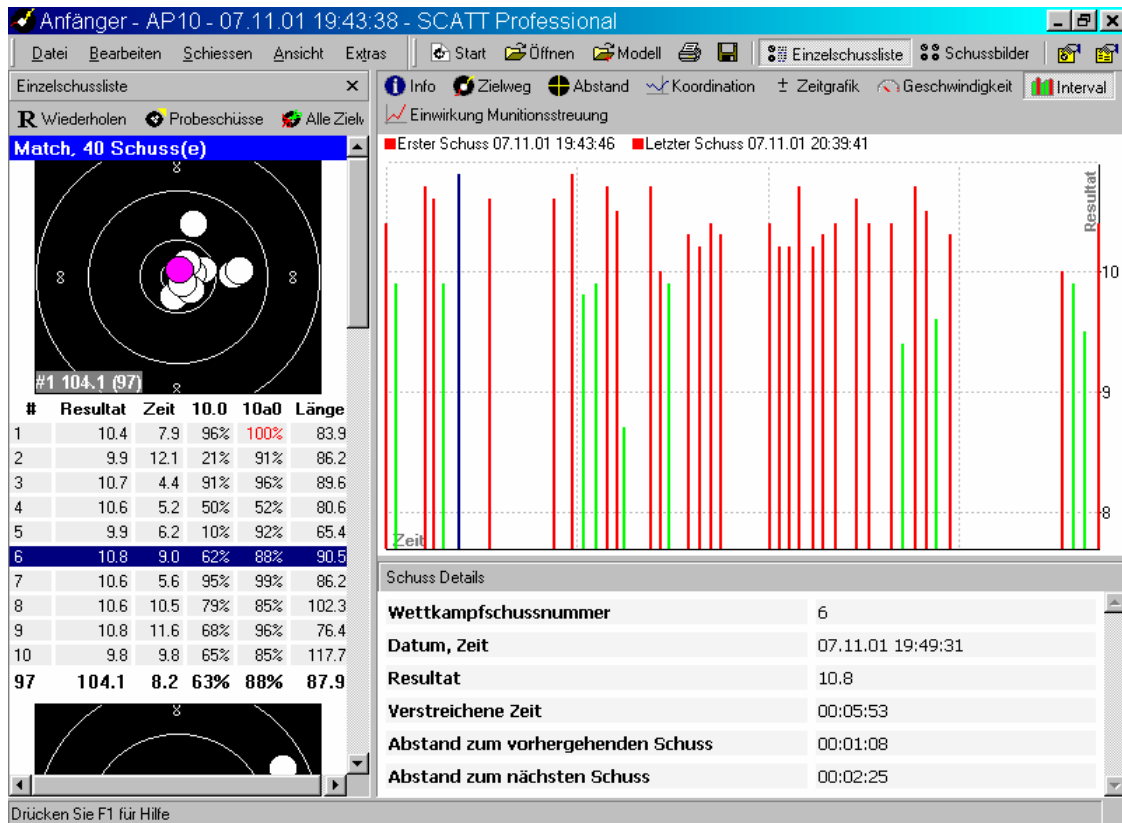 Anfänger - AP10 - 07.11.01 19:43:38 - SCATT Professional
Datei Bearbeiten Schiessen Ansicht Extras Start Öffnen Modell Einzelschussliste Schussbilder
Einzelschussliste
R Wiederholen Probeschüsse Alle Zielw
Info Zielweg Abstand Koordination ± Zeitgrafik Geschwindigkeit Interval
Einwirkung Munitionsstreuung
Match, 40 Schuss(e)
8
8 8
8
#1 104.1 (97)
# Resultat Zeit 10.0 10a0 Länge
1 10.4 7.9 96% 100% 83.9
2 9.9 12.1 21% 91% 86.2
3 10.7 4.4 91% 96% 89.6
4 10.6 5.2 50% 52% 80.6
5 9.9 6.2 10% 92% 65.4
6 10.8 9.0 62% 88% 90.5
7 10.6 5.6 95% 99% 86.2
8 10.6 10.5 79% 85% 102.3
9 10.8 11.6 68% 96% 76.4
10 9.8 9.8 65% 85% 117.7
97 104.1 8.2 63% 88% 87.9
8
Erster Schuss 07.11.01 19:43:46 Letzter Schuss 07.11.01 20:39:41
Resultat
10
9
8
Zeit
Schuss Details
Wettkampfschussnummer 6
Datum, Zeit 07.11.01 19:49:31
Resultat 10.8
Verstreichene Zeit 00:05:53
Abstand zum vorhergehenden Schuss 00:01:08
Abstand zum nächsten Schuss 00:02:25
Drücken Sie F1 für Hilfe